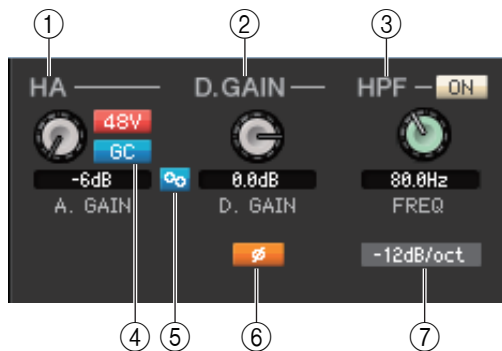 ① ② ③
HA D.GAIN HPF ON
48V
GC
-6dB 0.0dB 80.0Hz
A. GAIN D. GAIN FREQ
ø -12dB/oct
④ ⑤ ⑥ ⑦